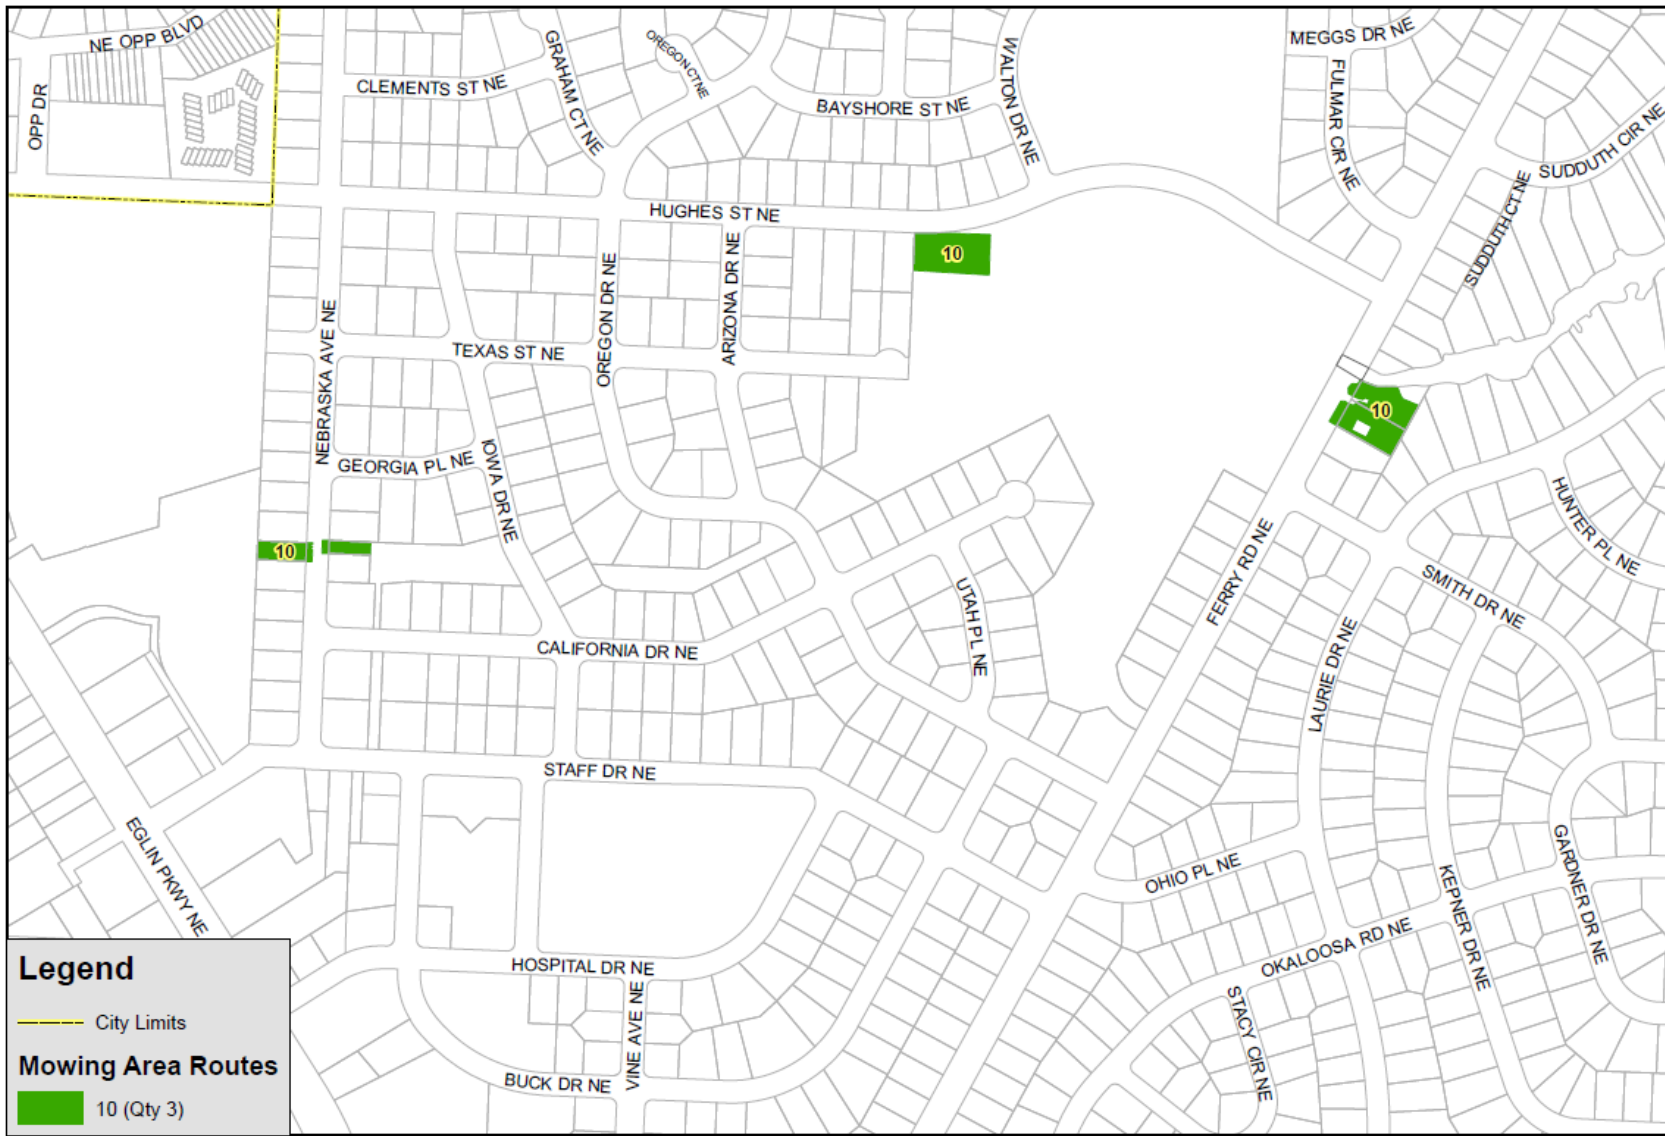 NE OPP BLVD
OPP DR
CLEMENTS ST NE
GRAHAM CT NE
OREGON CT NE
BAYSHORE ST NE
WALTON DR NE
MEGGS DR NE
FULMAR CIR NE
SUDDUTH CIR NE
SUDDUTH CT NE
HUGHES ST NE
10
NEBRASKA AVE NE
OREGON DR NE
ARIZONA DR NE
TEXAS ST NE
10
GEORGIA PL NE
IOWA DR NE
10
HUNTER PL NE
FERRY RD NE
SMITH DR NE
UTAH PL NE
LAURIE DR NE
CALIFORNIA DR NE
STAFF DR NE
EGLIN PKWY NE
OHIO PL NE
KEPNER DR NE
GARDNER DR NE
OKALOOSA RD NE
HOSPITAL DR NE
VINE AVE NE
STACY CIR NE
BUCK DR NE
Legend
City Limits
Mowing Area Routes
10 (Qty 3)